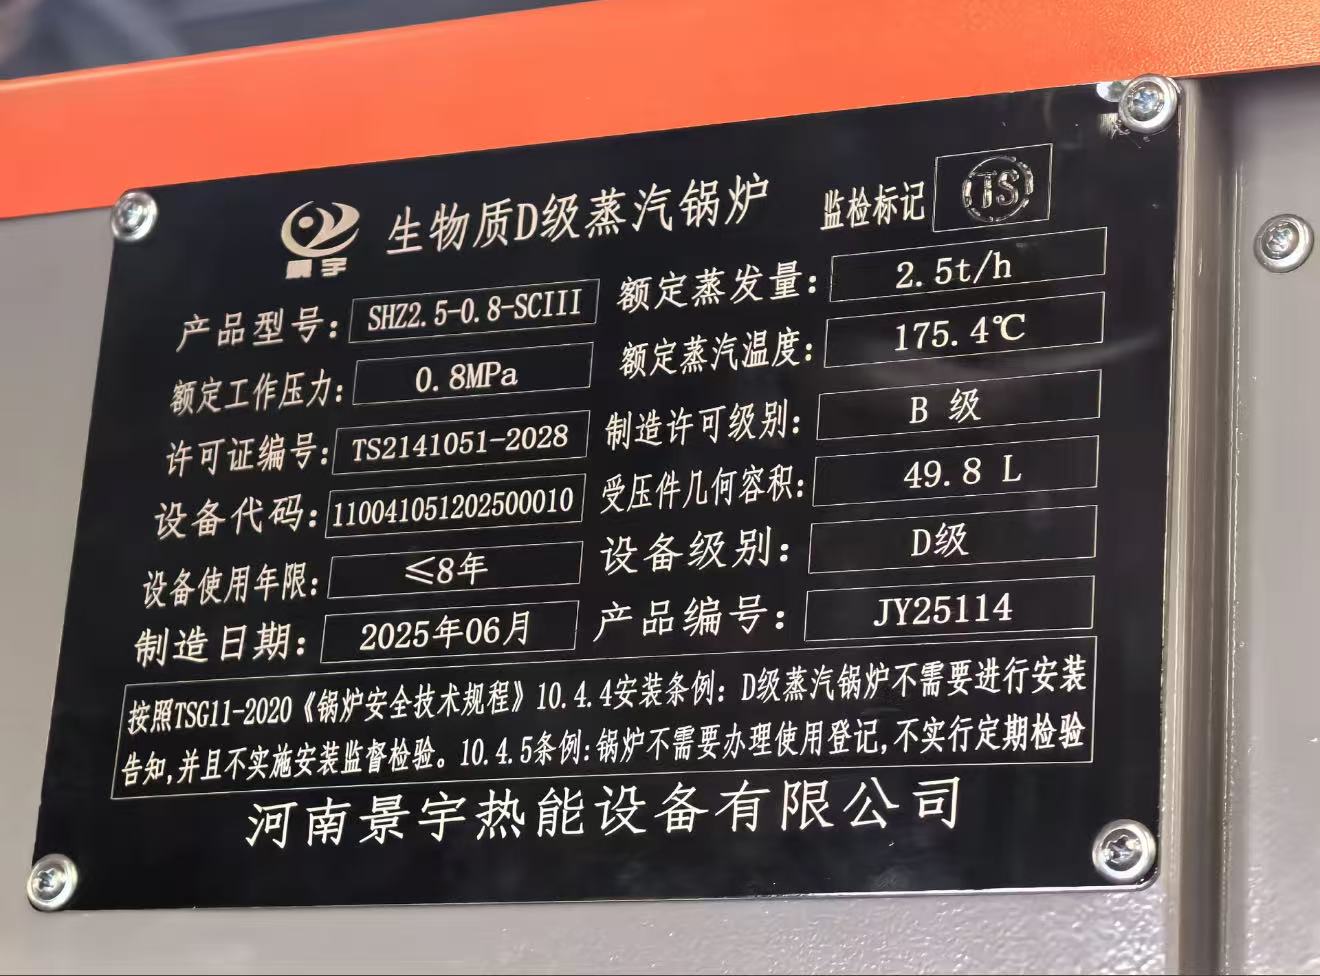 景宇
生物质D级蒸汽锅炉
监检标记 TS
产品型号: SHZ2.5-0.8-SCIII
额定蒸发量: 2.5t/h
额定工作压力: 0.8MPa
额定蒸汽温度: 175.4℃
许可证编号: TS2141051-2028
制造许可级别: B 级
设备代码: 110041051202500010
受压件几何容积: 49.8 L
设备使用年限: ≤8年
设备级别: D级
制造日期: 2025年06月
产品编号: JY25114
按照TSG11-2020《锅炉安全技术规程》10.4.4安装条例: D级蒸汽锅炉不需要进行安装
告知,并且不实施安装监督检验。10.4.5条例:锅炉不需要办理使用登记,不实行定期检验
河南景宇热能设备有限公司